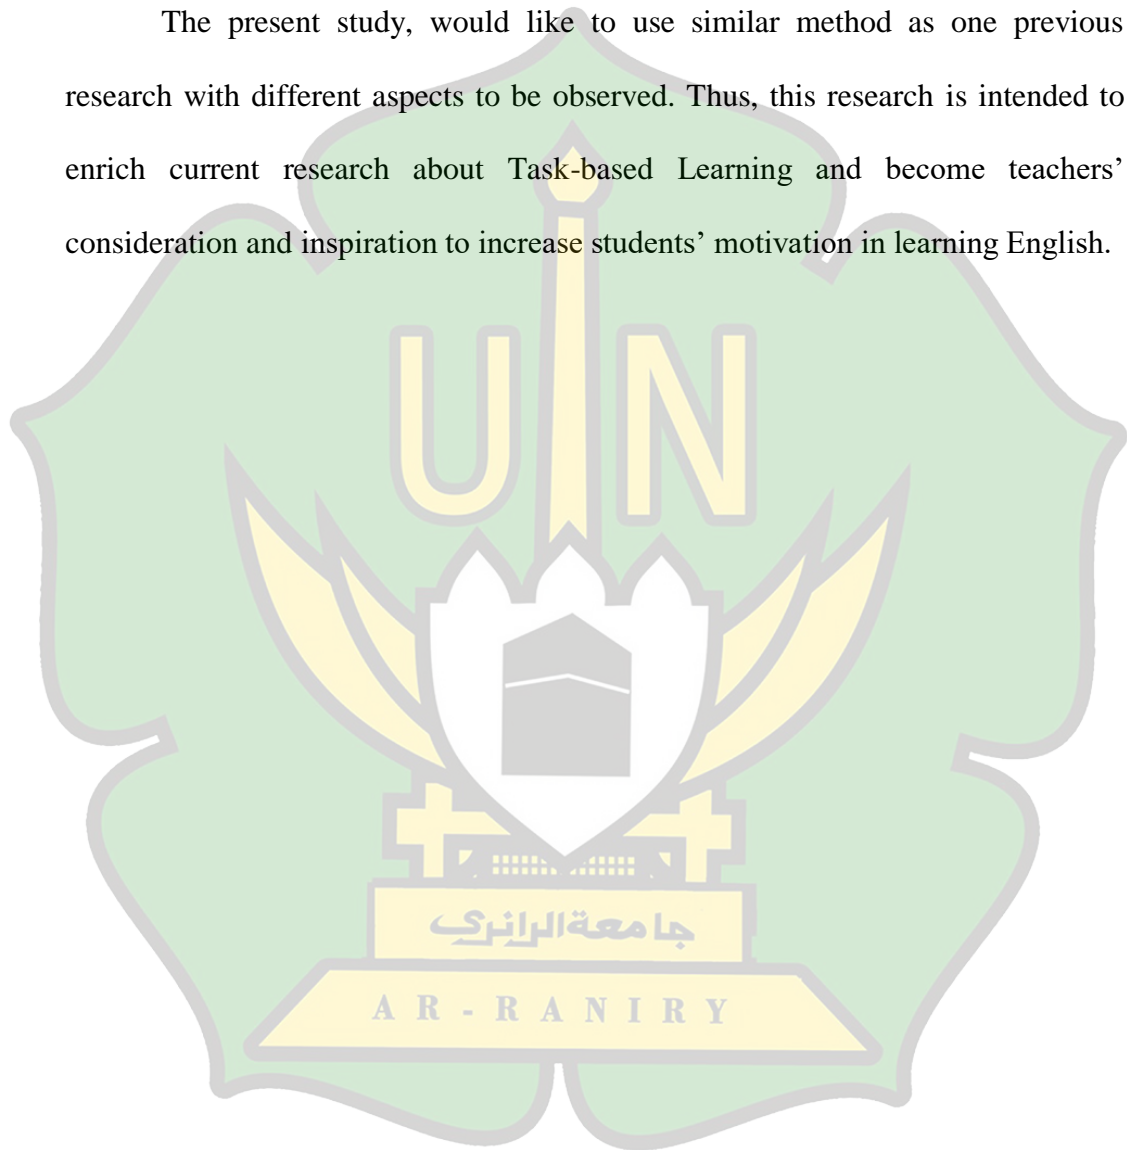 The present study, would like to use similar method as one previous
research with different aspects to be observed. Thus, this research is intended to
enrich current research about Task-based Learning and become teachers’
consideration and inspiration to increase students’ motivation in learning English.
UIN
جامعة الرانري
AR-RANIRY